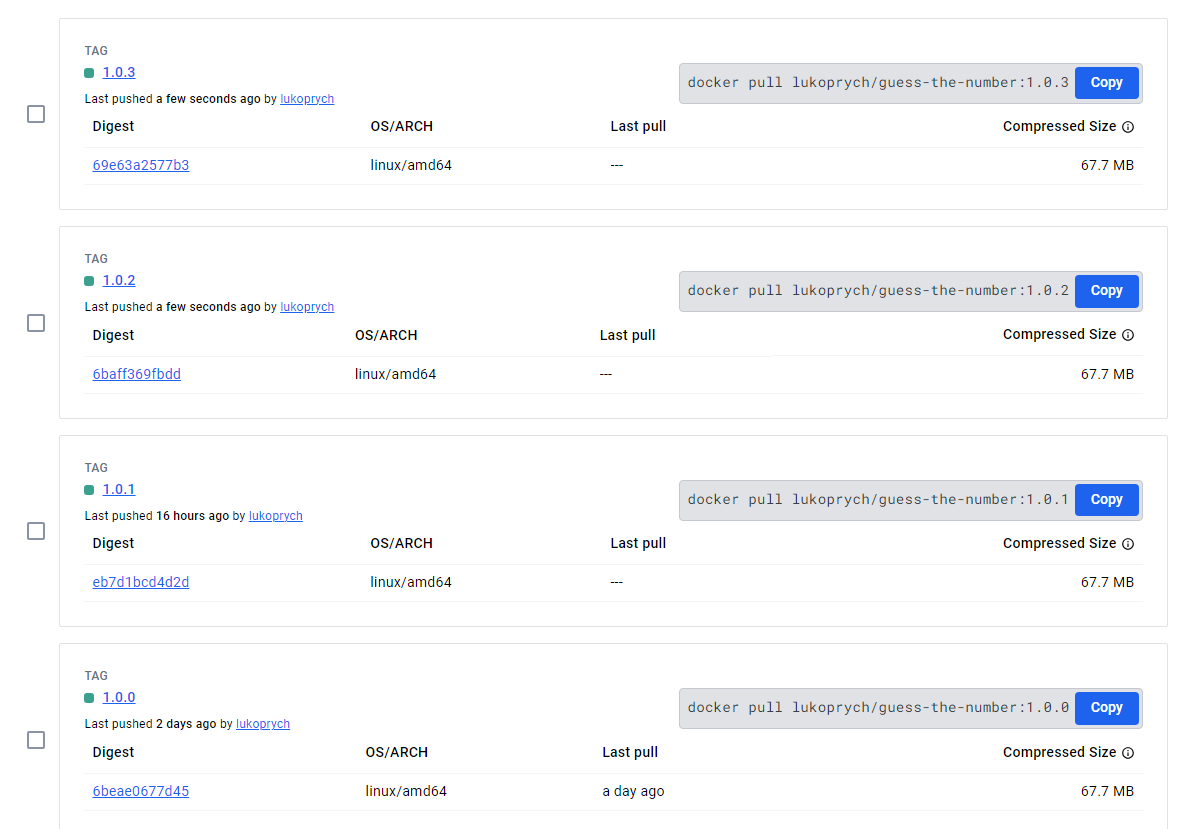 TAG
1.0.3
docker pull lukoprych/guess-the-number:1.0.3 Copy
Last pushed a few seconds ago by lukoprych
Digest OS/ARCH Last pull Compressed Size
69e63a2577b3 linux/amd64 --- 67.7 MB
TAG
1.0.2
docker pull lukoprych/guess-the-number:1.0.2 Copy
Last pushed a few seconds ago by lukoprych
Digest OS/ARCH Last pull Compressed Size
6baff369fbdd linux/amd64 --- 67.7 MB
TAG
1.0.1
docker pull lukoprych/guess-the-number:1.0.1 Copy
Last pushed 16 hours ago by lukoprych
Digest OS/ARCH Last pull Compressed Size
eb7d1bcd4d2d linux/amd64 --- 67.7 MB
TAG
1.0.0
docker pull lukoprych/guess-the-number:1.0.0 Copy
Last pushed 2 days ago by lukoprych
Digest OS/ARCH Last pull Compressed Size
6beae0677d45 linux/amd64 a day ago 67.7 MB